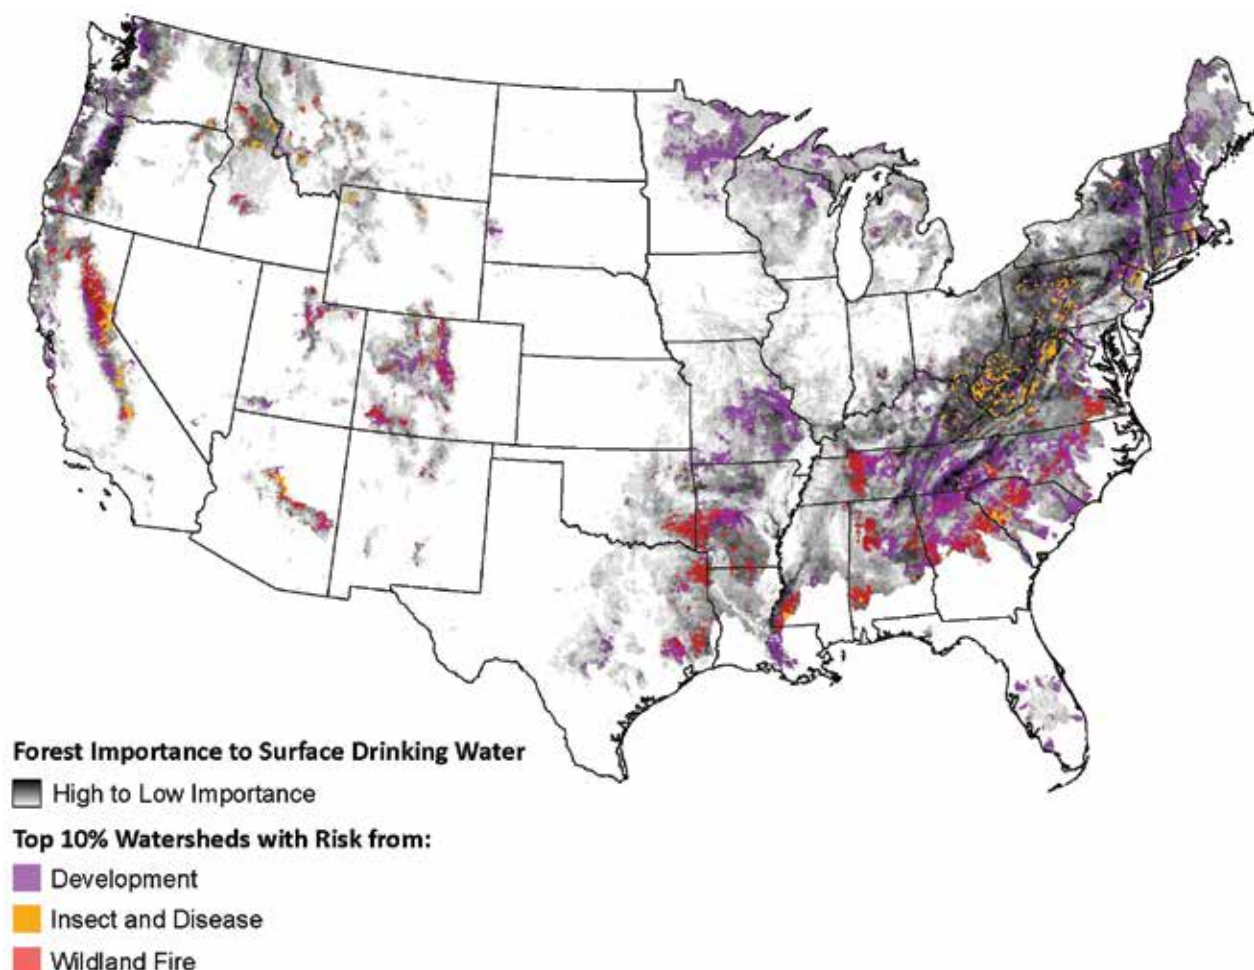 Forest Importance to Surface Drinking Water
High to Low Importance
Top 10% Watersheds with Risk from:
Development
Insect and Disease
Wildland Fire